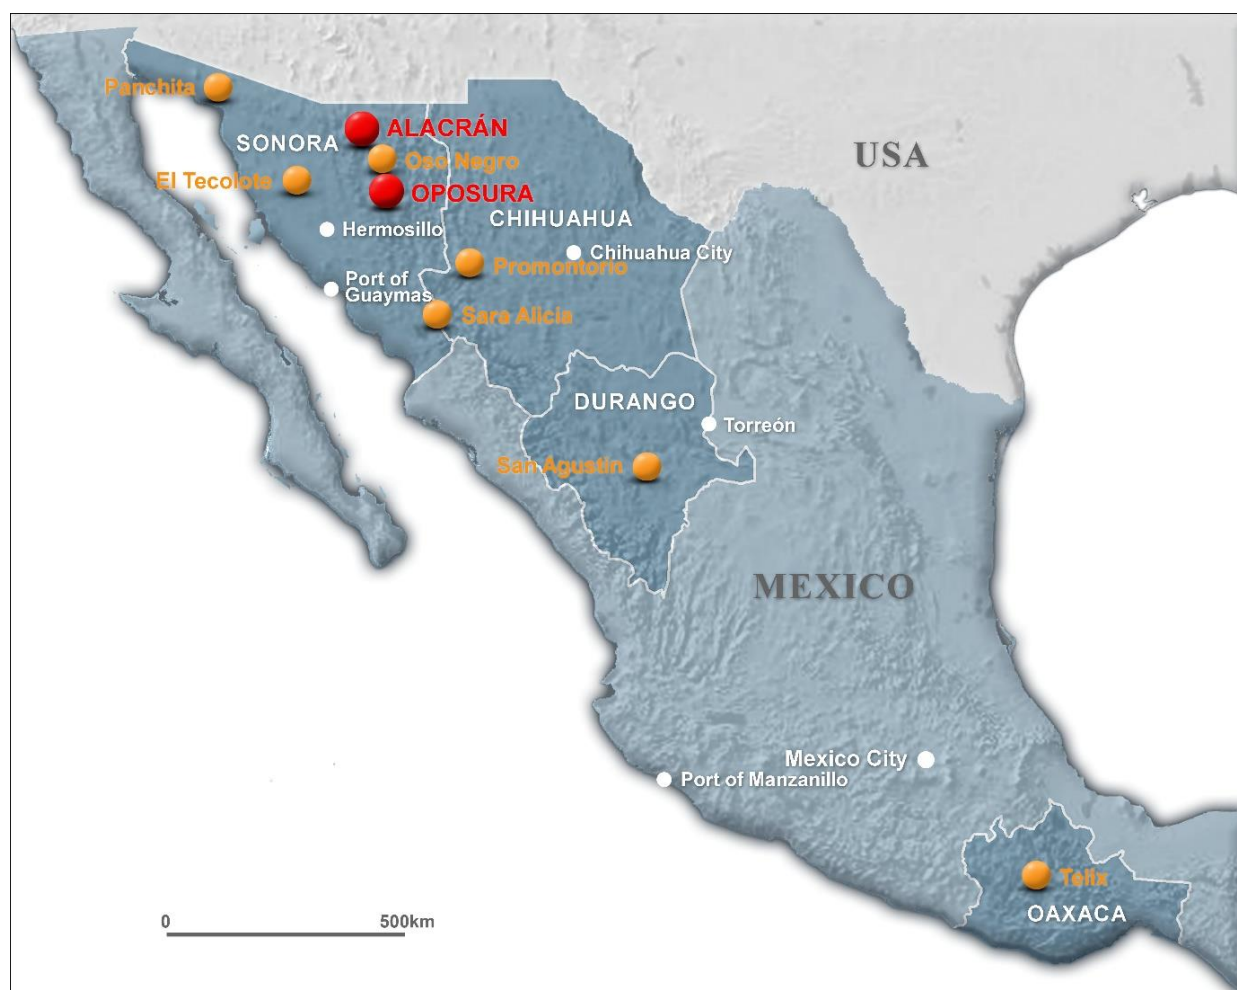 Panchita
ALACRÁN
SONORA
USA
Oso Negro
El Tecolote
OPOSURA
CHIHUAHUA
Hermosillo
Chihuahua City
Promontorio
Port of
Guaymas
Sara Alicia
DURANGO
Torreón
San Agustin
MEXICO
Mexico City
Port of Manzanillo
Telix
OAXACA
0
500km